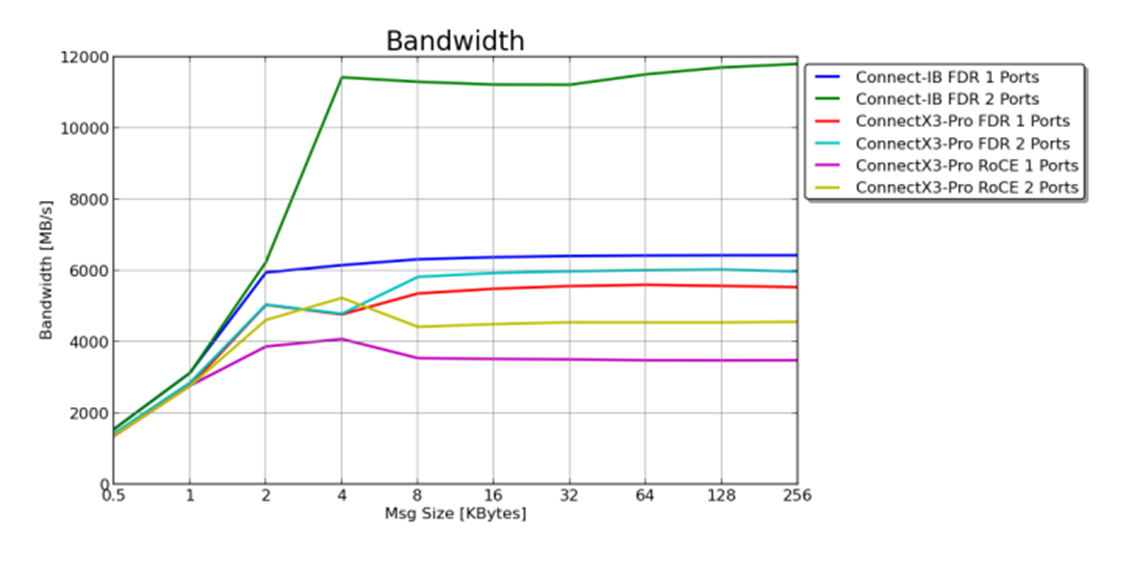 Bandwidth
12000
10000
8000
6000
4000
2000
0
Bandwidth [MB/s]
0.5 1 2 4 8 16 32 64 128 256
Msg Size [KBytes]
Connect-IB FDR 1 Ports
Connect-IB FDR 2 Ports
ConnectX3-Pro FDR 1 Ports
ConnectX3-Pro FDR 2 Ports
ConnectX3-Pro RoCE 1 Ports
ConnectX3-Pro RoCE 2 Ports